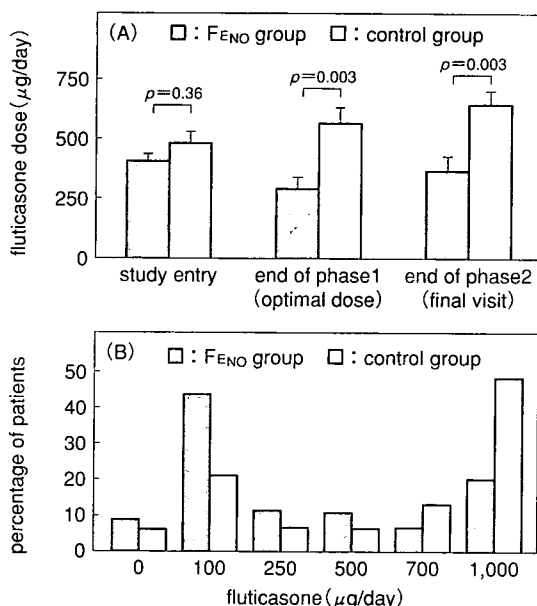 (A) □ : FENO group □ : control group
fluticasone dose (μg/day)
750
500
250
0
p=0.36
p=0.003
p=0.003
study entry
end of phase1
(optimal dose)
end of phase2
(final visit)
(B) □ : FENO group □ : control group
percentage of patients
50
40
30
20
10
0
0 100 250 500 700 1,000
fluticasone (μg/day)